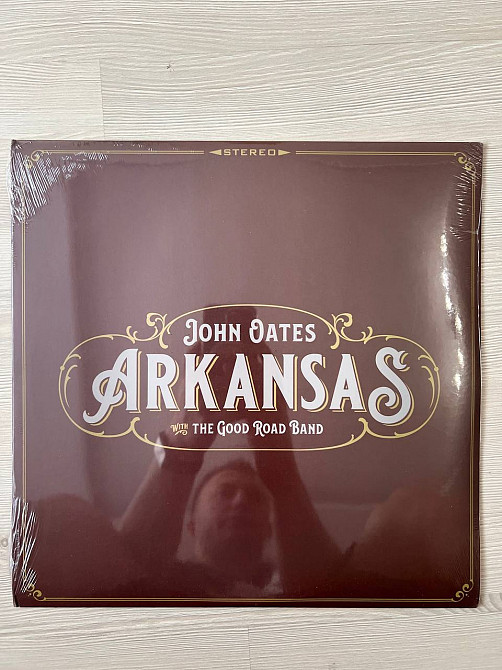 STEREO
JOHN OATES
ARKANSAS
WITH THE GOOD ROAD BAND